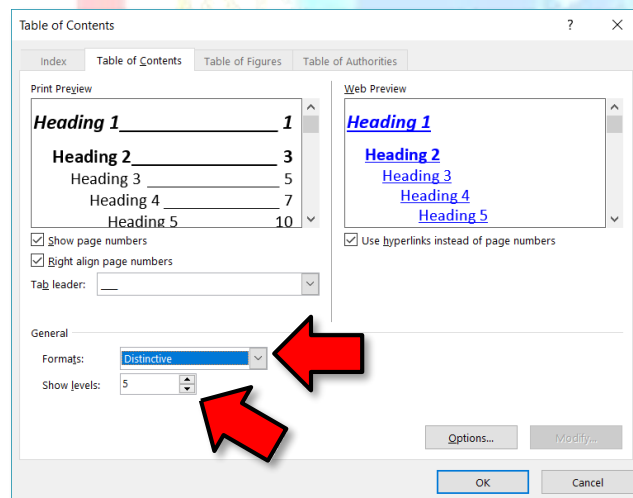 Table of Contents ? ×
Index Table of Contents Table of Figures Table of Authorities
Print Preview
Heading 1 1
Heading 2 3
Heading 3 5
Heading 4 7
Heading 5 10
Show page numbers
Right align page numbers
Tab leader: ___
Web Preview
Heading 1
Heading 2
Heading 3
Heading 4
Heading 5
Use hyperlinks instead of page numbers
General
Formats: Distinctive
Show levels: 5
Options... Modify...
OK Cancel